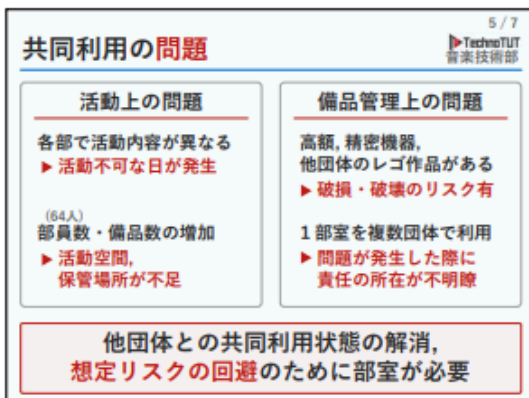 5 / 7
共同利用の問題
TechnoTUT
音楽技術部
活動上の問題
各部で活動内容が異なる
▶ 活動不可な日が発生
(64人)
部員数・備品数の増加
▶ 活動空間,
保管場所が不足
備品管理上の問題
高額, 精密機器,
他団体のレゴ作品がある
▶ 破損・破壊のリスク有
1部室を複数団体で利用
▶ 問題が発生した際に
責任の所在が不明瞭
他団体との共同利用状態の解消,
想定リスクの回避のために部室が必要